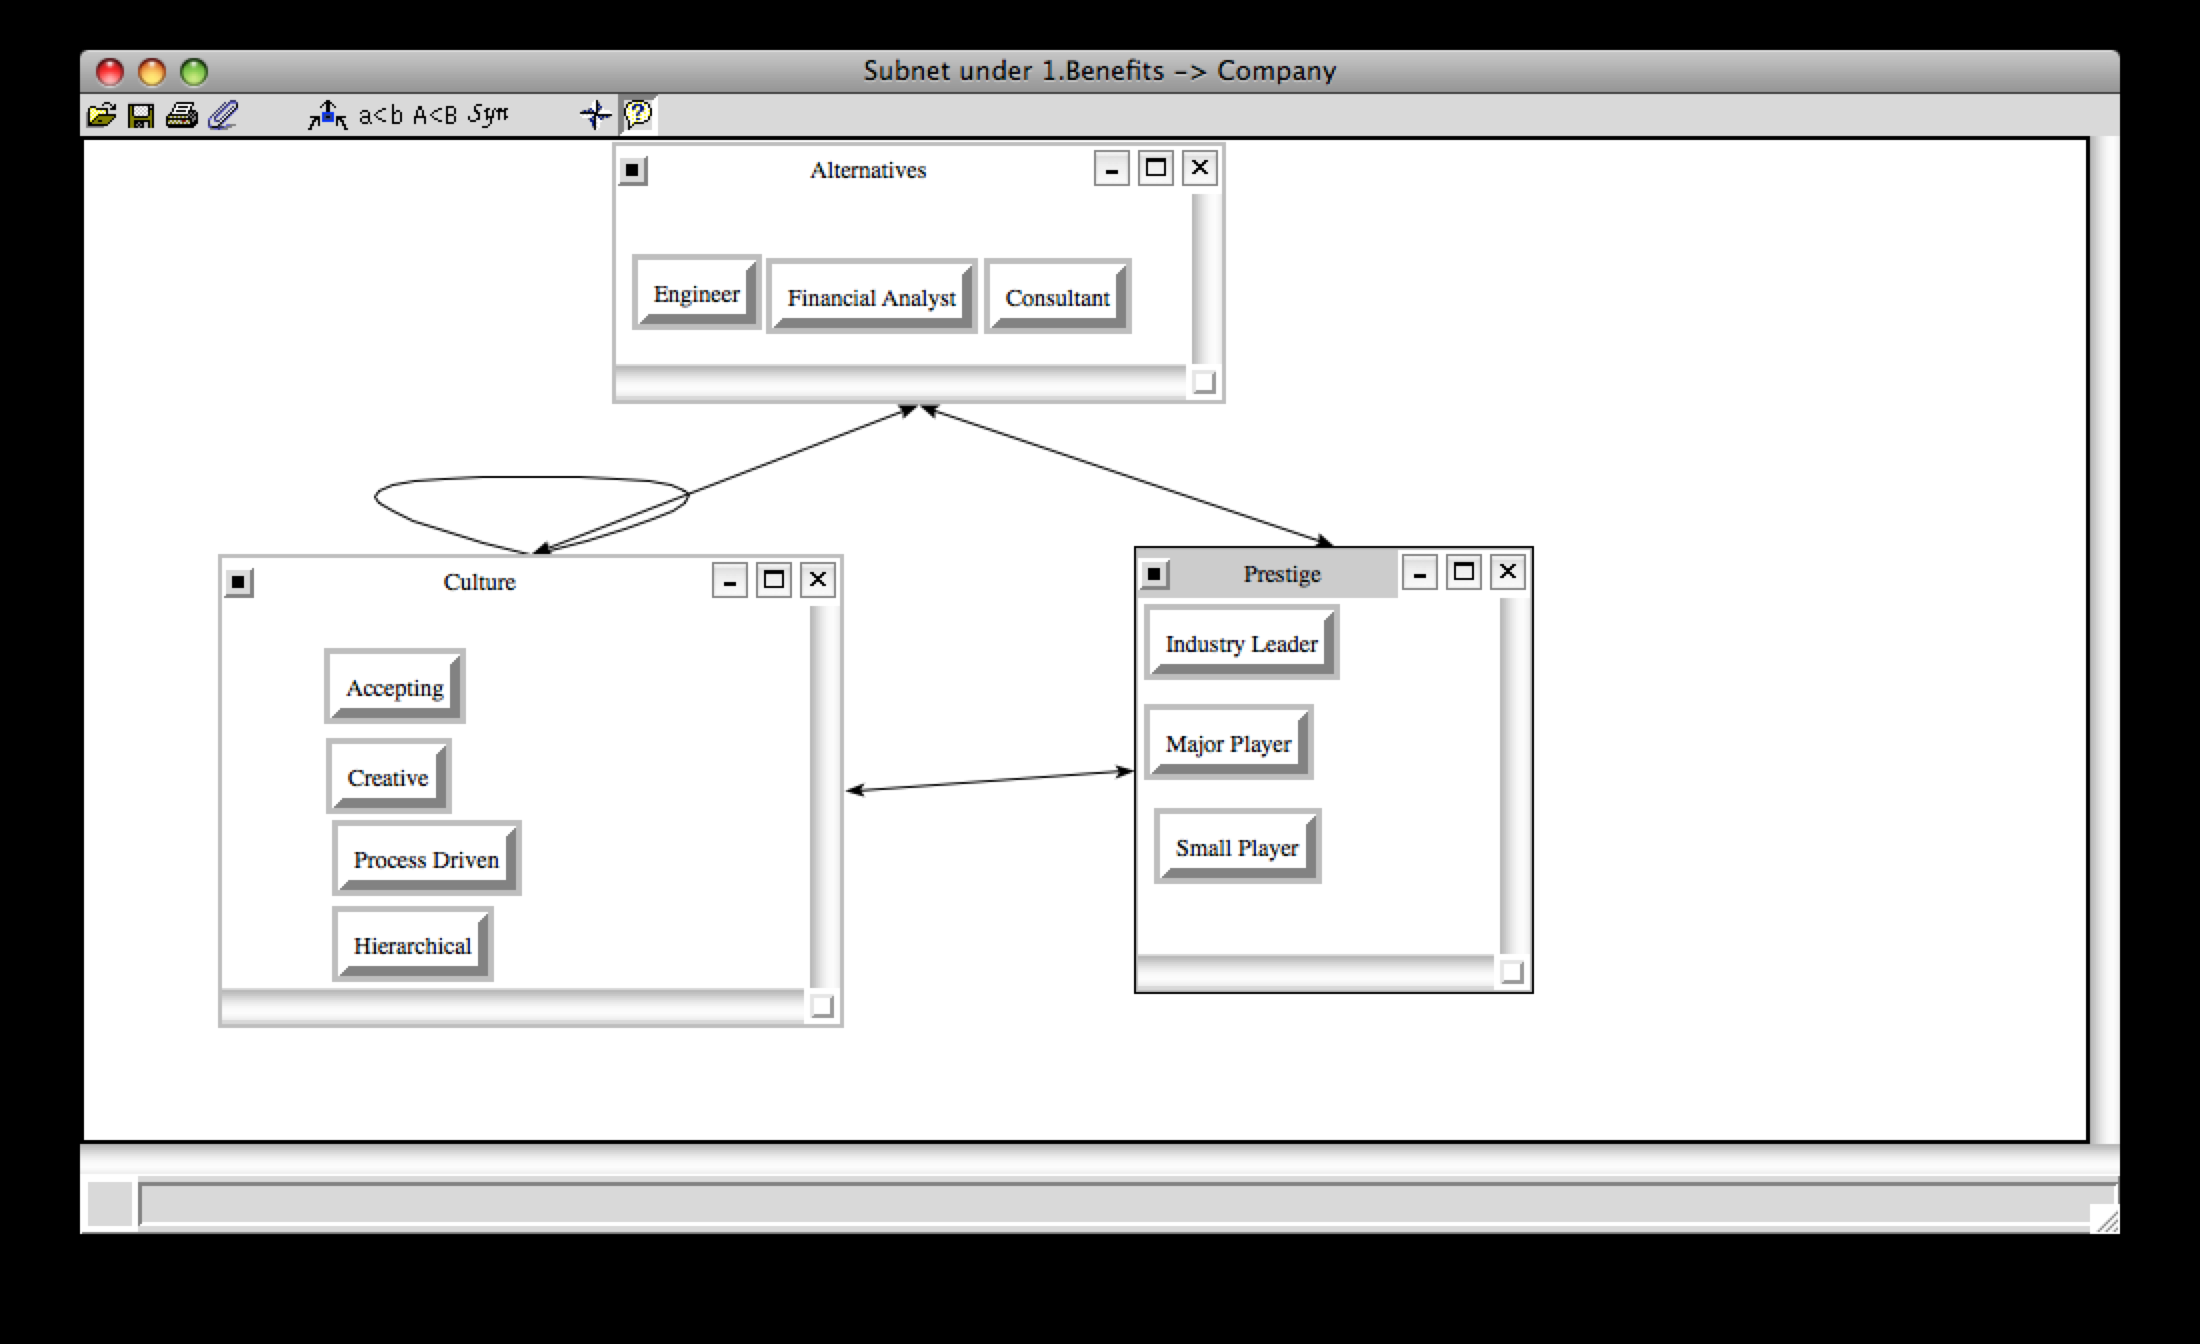 Subnet under 1.Benefits -> Company
a<b A<B Syn
Alternatives
Engineer
Financial Analyst
Consultant
Culture
Accepting
Creative
Process Driven
Hierarchical
Prestige
Industry Leader
Major Player
Small Player